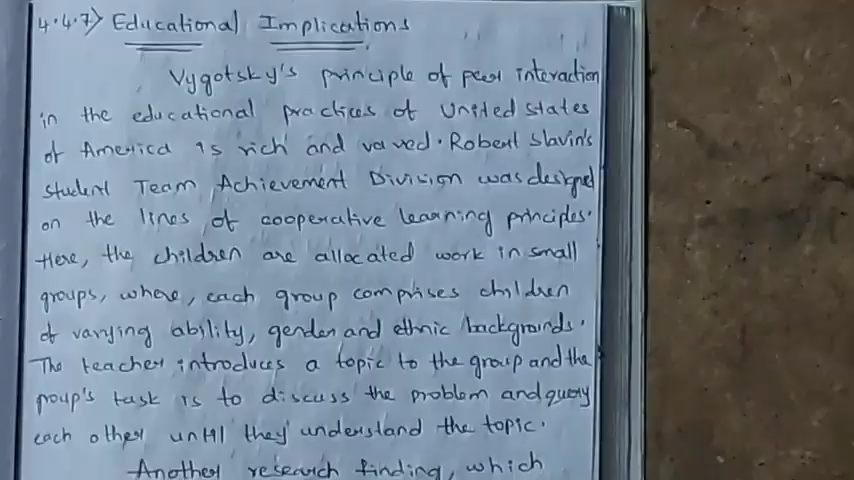 4.4.7) Educational Implications
Vygotsky's principle of peer interaction
in the educational practices of United states
of America is rich and varied. Robert Slavin's
Student Team Achievement Division was designed
on the lines of cooperative learning principles.
Here, the children are allocated work in small
groups, where, each group comprises children
of varying ability, gender and ethnic backgrounds.
The teacher introduces a topic to the group and the
group's task is to discuss the problem and query
each other until they understand the topic.
Another research finding, which